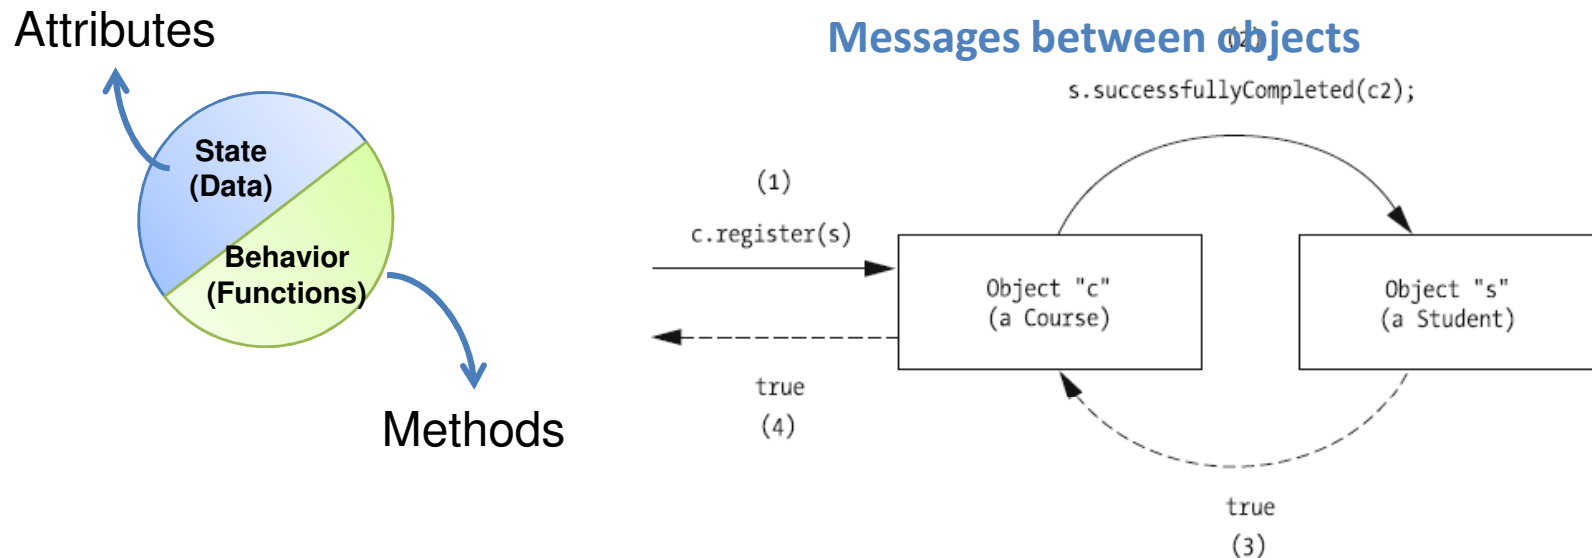 Attributes
State
(Data)
Behavior
(Functions)
Methods
Messages between objects
(2)
s.successfullyCompleted(c2);
(1)
c.register(s)
Object "c"
(a Course)
Object "s"
(a Student)
true
(4)
true
(3)